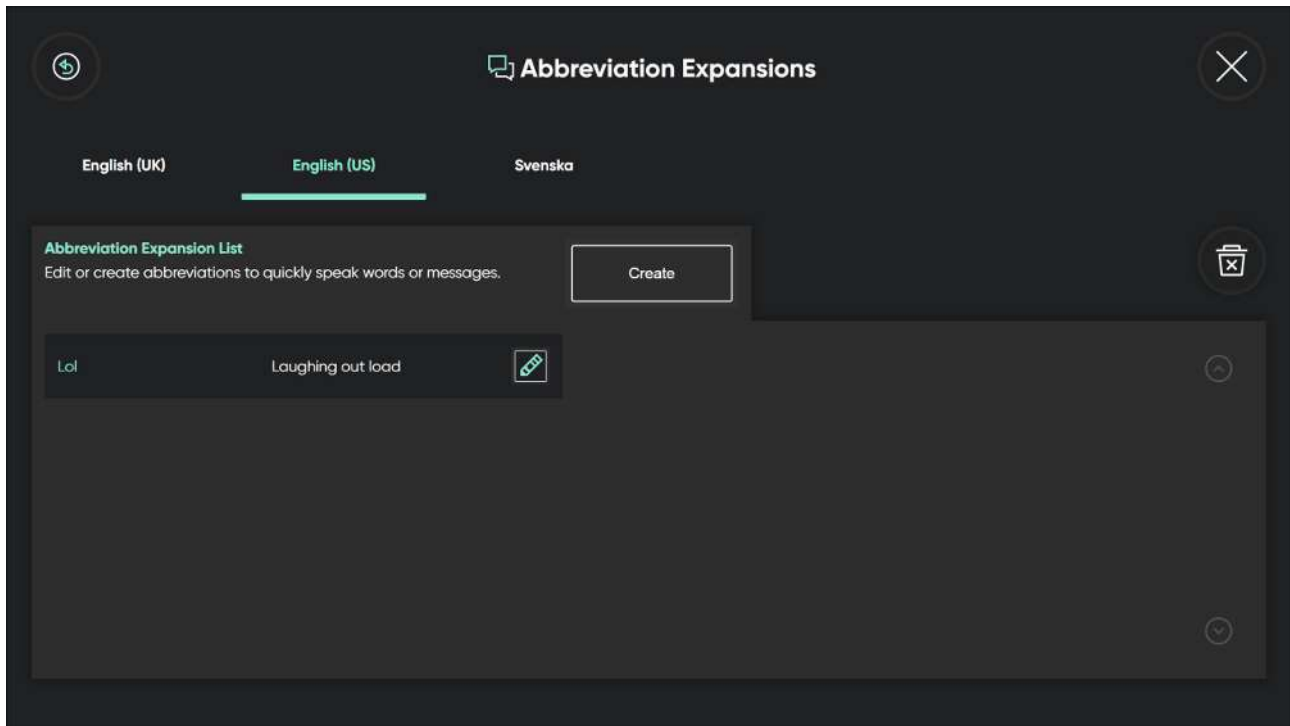 Abbreviation Expansions
English (UK) English (US) Svenska
Abbreviation Expansion List
Edit or create abbreviations to quickly speak words or messages.
Create
Lol Laughing out load